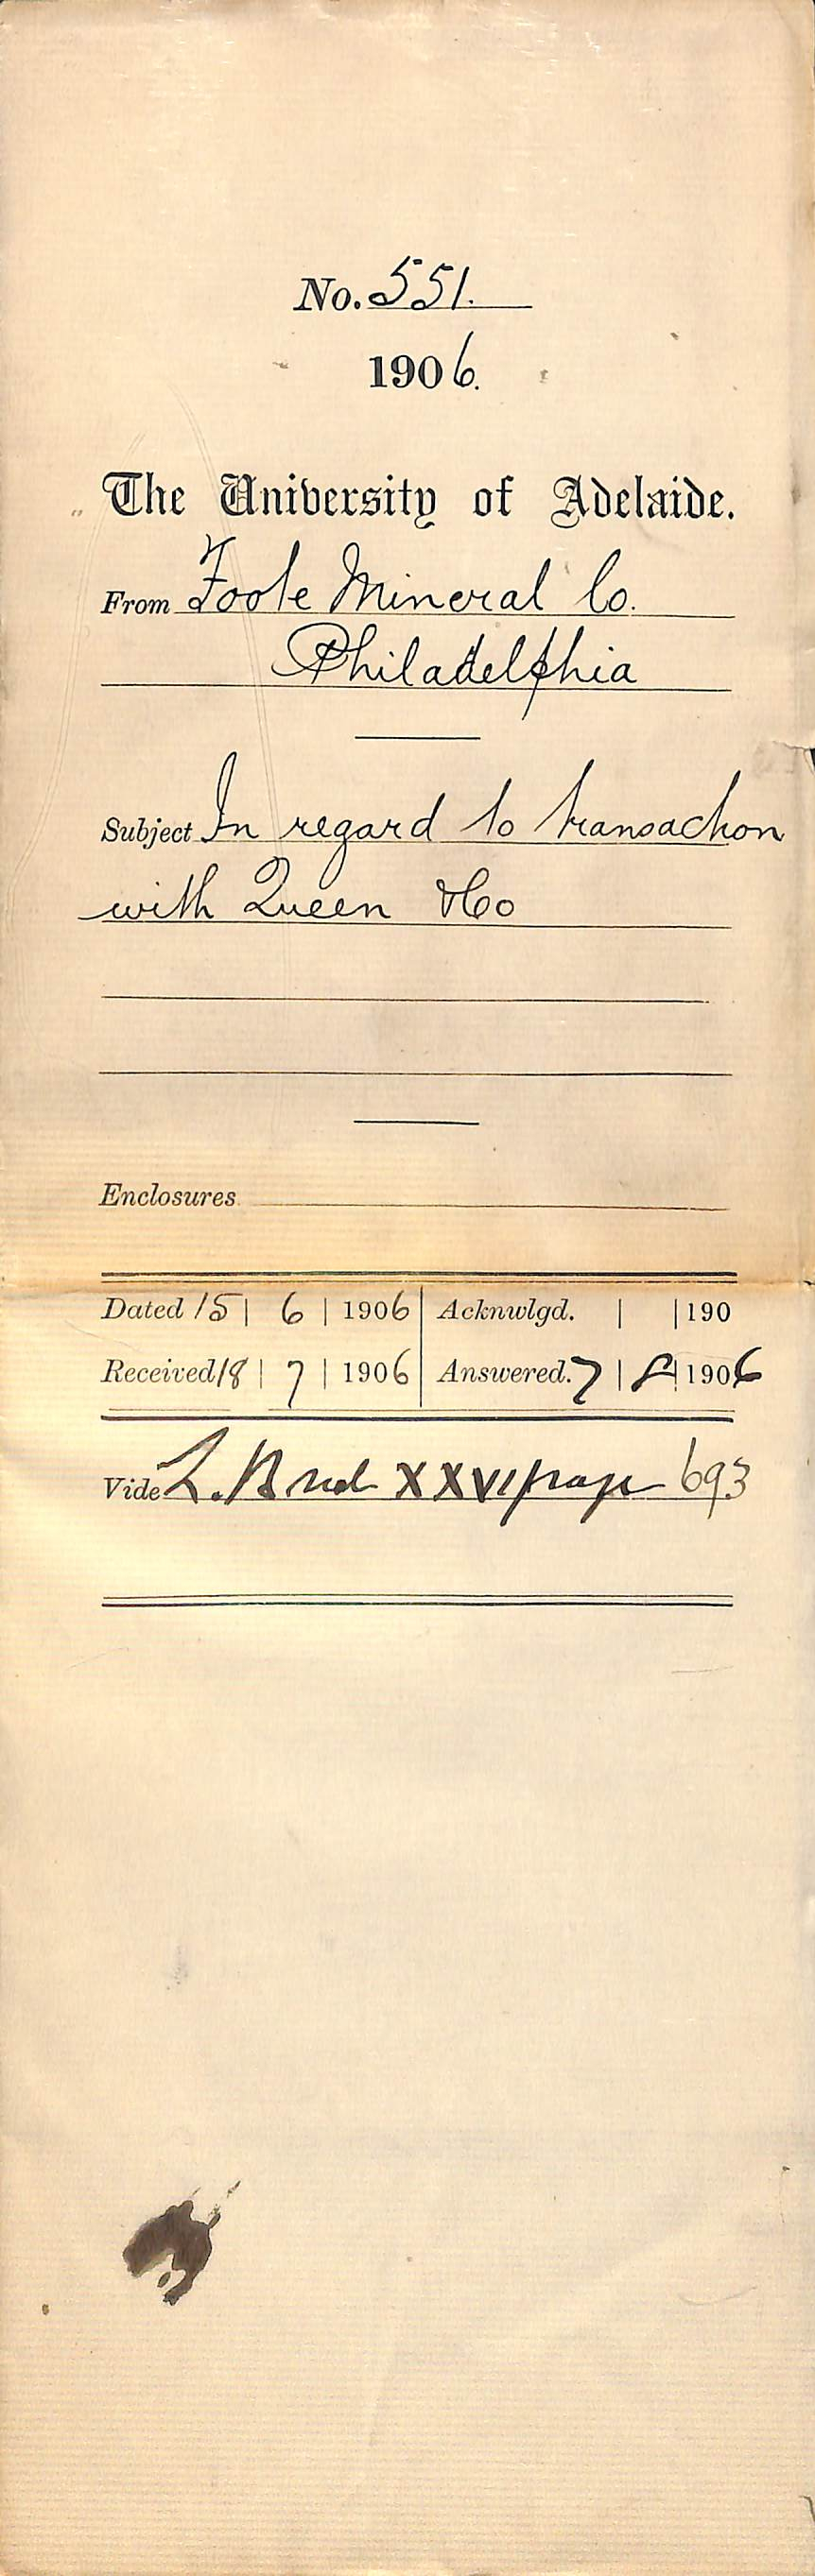 No. 551.
1906.
The University of Adelaide.
From Foote Mineral Co.
Philadelphia
Subject In regard to transaction
with Queen & Co
Enclosures
Dated 15 | 6 | 1906 | Acknwlgd. | | 190
Received 18 | 7 | 1906 | Answered. 7 | 8 | 1906
Vide L. B vol XXVI page 693